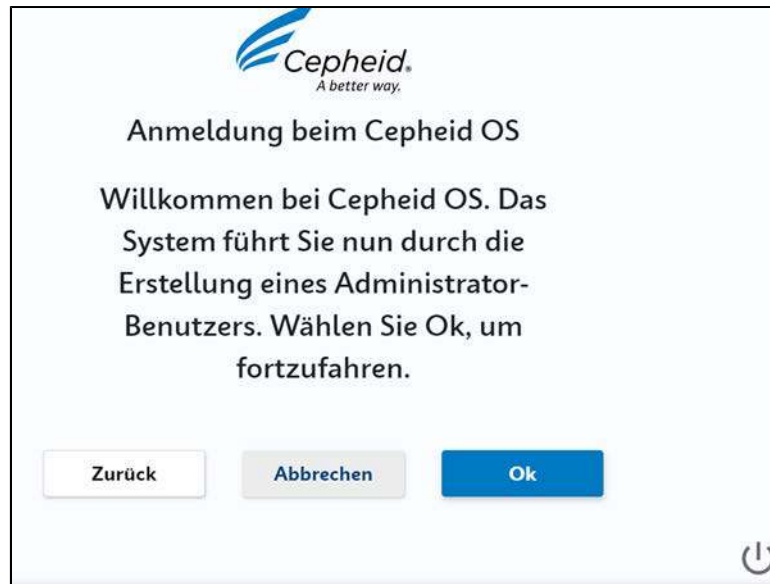 Cepheid.
A better way.
Anmeldung beim Cepheid OS
Willkommen bei Cepheid OS. Das
System führt Sie nun durch die
Erstellung eines Administrator-
Benutzers. Wählen Sie Ok, um
fortzufahren.
Zurück
Abbrechen
Ok